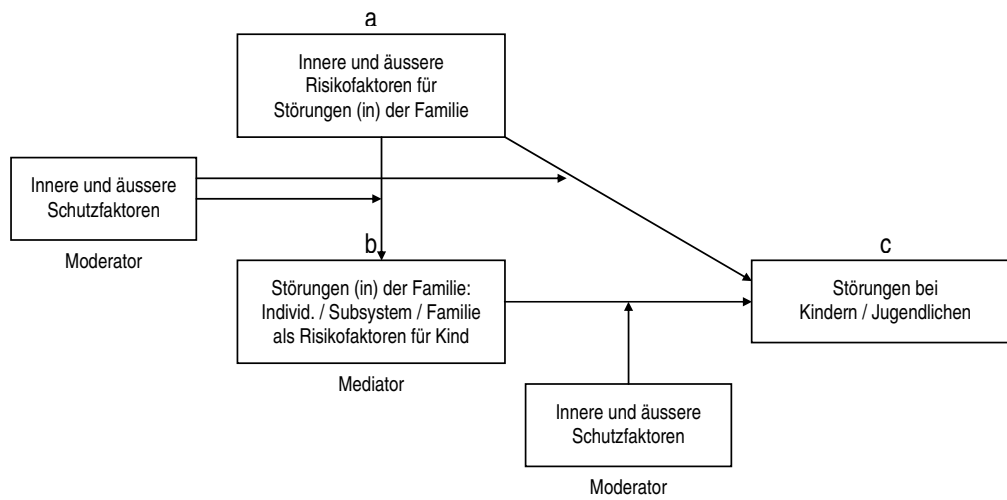 a
Innere und äussere
Risikofaktoren für
Störungen (in) der Familie
Innere und äussere
Schutzfaktoren
Moderator
b
Störungen (in) der Familie:
Individ. / Subsystem / Familie
als Risikofaktoren für Kind
Mediator
c
Störungen bei
Kindern / Jugendlichen
Innere und äussere
Schutzfaktoren
Moderator